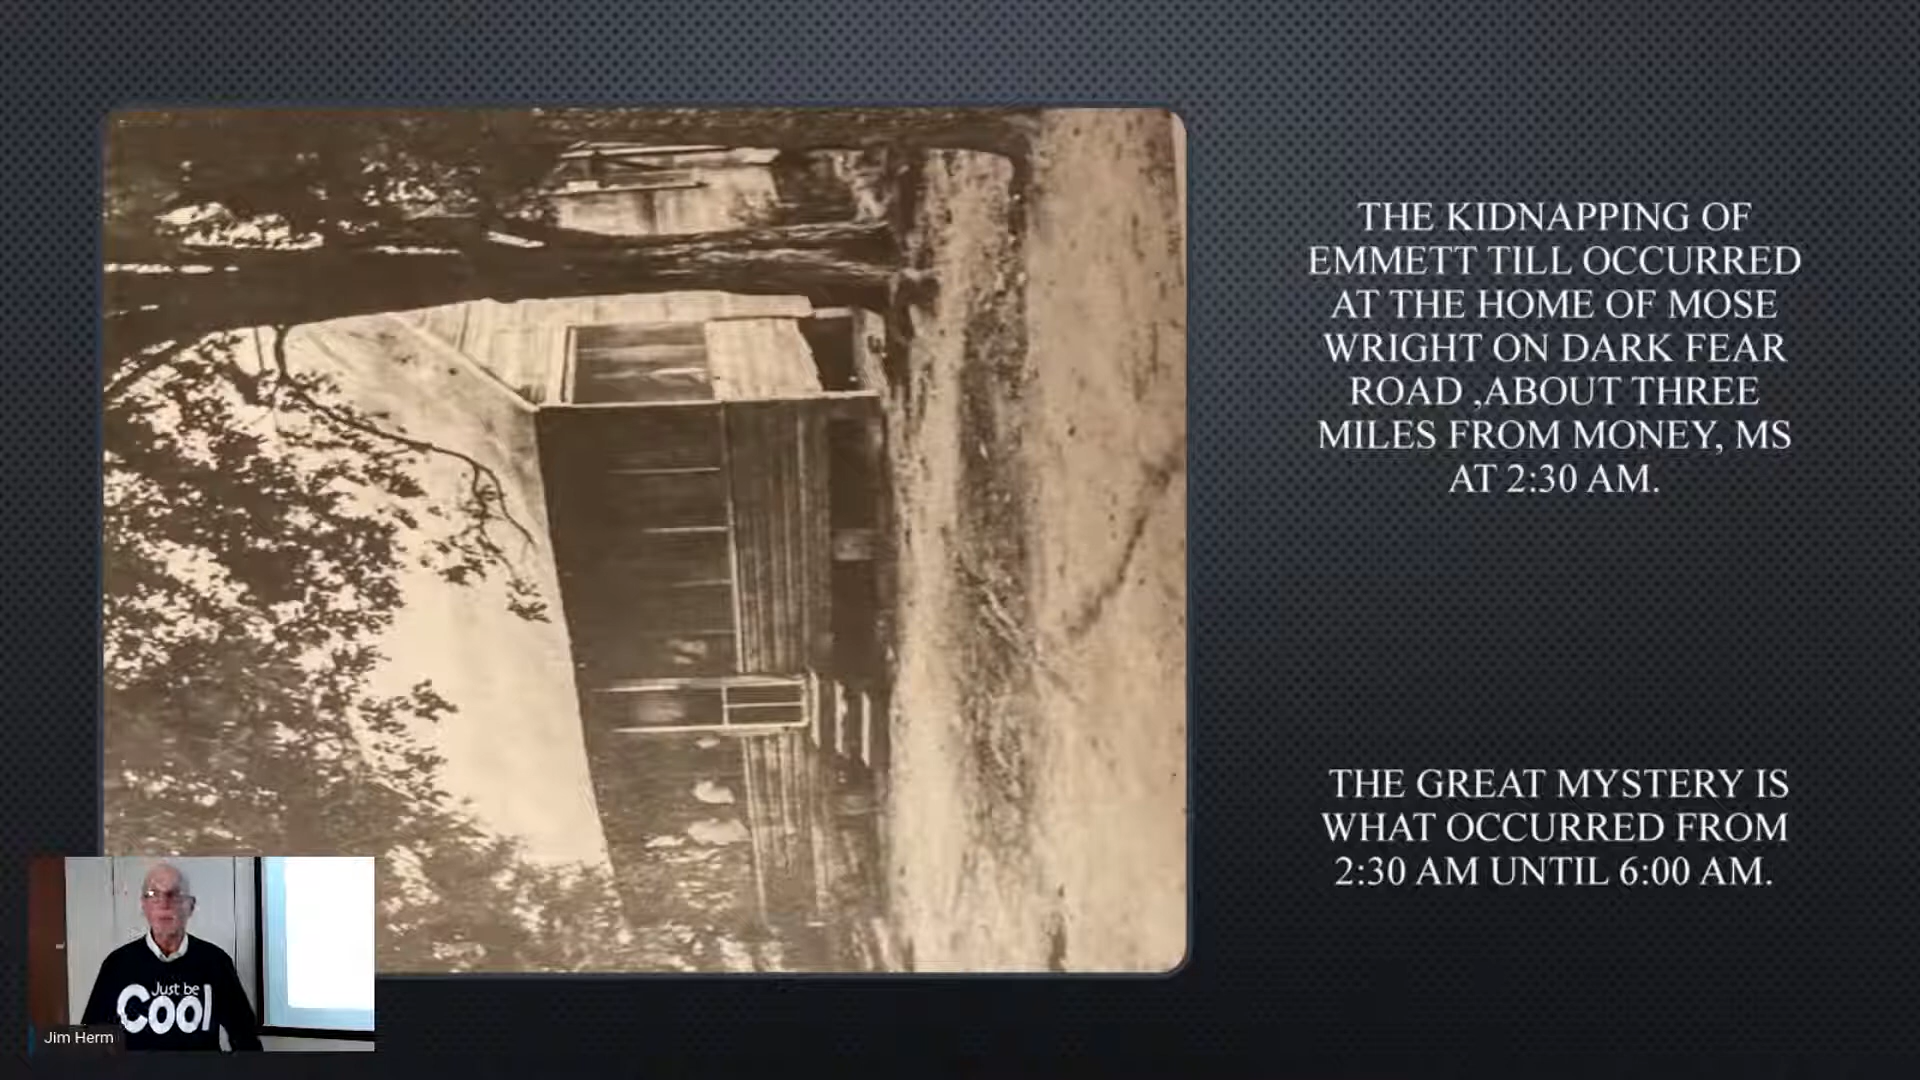 THE KIDNAPPING OF
EMMETT TILL OCCURRED
AT THE HOME OF MOSE
WRIGHT ON DARK FEAR
ROAD ,ABOUT THREE
MILES FROM MONEY, MS
AT 2:30 AM.
THE GREAT MYSTERY IS
WHAT OCCURRED FROM
2:30 AM UNTIL 6:00 AM.
Just be
Cool
Jim Herm